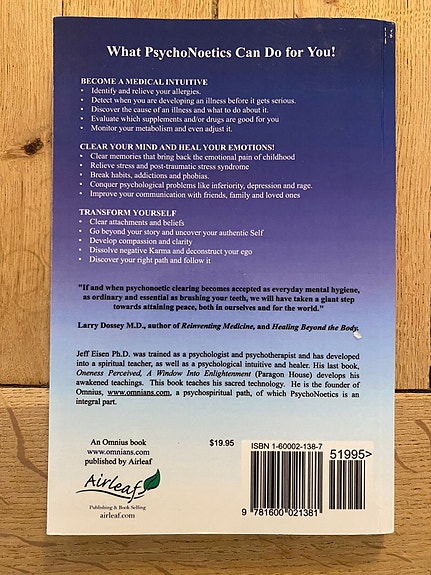 What PsychoNoetics Can Do for You!
BECOME A MEDICAL INTUITIVE
• Identify and relieve your allergies.
• Detect when you are developing an illness before it gets serious.
• Discover the cause of an illness and what to do about it.
• Evaluate which supplements and/or drugs are good for you
• Monitor your metabolism and even adjust it.
CLEAR YOUR MIND AND HEAL YOUR EMOTIONS!
• Clear memories that bring back the emotional pain of childhood
• Relieve stress and post-traumatic stress syndrome
• Break habits, addictions and phobias.
• Conquer psychological problems like inferiority, depression and rage.
• Improve your communication with friends, family and loved ones
TRANSFORM YOURSELF
• Clear attachments and beliefs
• Go beyond your story and uncover your authentic Self
• Develop compassion and clarity
• Dissolve negative Karma and deconstruct your ego
• Discover your right path and follow it
"If and when psychonoetic clearing becomes accepted as everyday mental hygiene,
as ordinary and essential as brushing your teeth, we will have taken a giant step
towards attaining peace, both in ourselves and for the world."
Larry Dossey M.D., author of Reinventing Medicine, and Healing Beyond the Body.
Jeff Eisen Ph.D. was trained as a psychologist and psychotherapist and has developed
into a spiritual teacher, as well as a psychological intuitive and healer. His last book,
Oneness Perceived, A Window Into Enlightenment (Paragon House) develops his
awakened teachings. This book teaches his sacred technology. He is the founder of
Omnius, www.omnians.com, a psychospiritual path, of which PsychoNoetics is an
integral part.
An Omnius book
www.omnians.com
published by Airleaf
Airleaf
Publishing & Book Selling
airleaf.com
$19.95
ISBN 1-60002-138-7
51995>
9 781600 021381